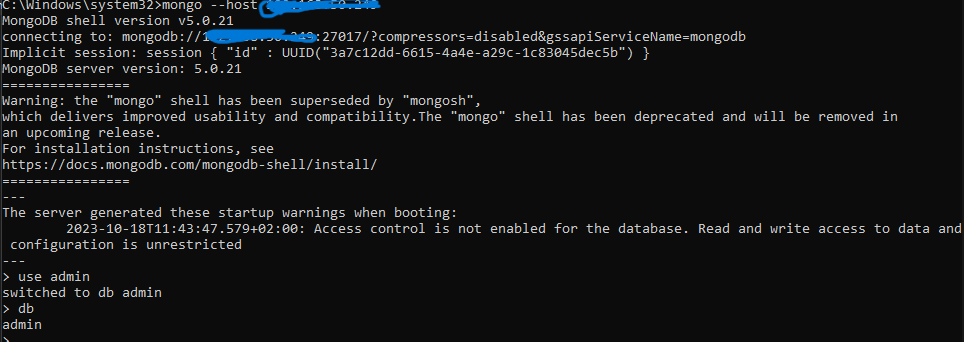 C:\Windows\system32>mongo --host
MongoDB shell version v5.0.21
connecting to: mongodb://:27017/?compressors=disabled&gssapiServiceName=mongodb
Implicit session: session { "id" : UUID("3a7c12dd-6615-4a4e-a29c-1c83045dec5b") }
MongoDB server version: 5.0.21
================
Warning: the "mongo" shell has been superseded by "mongosh",
which delivers improved usability and compatibility.The "mongo" shell has been deprecated and will be removed in
an upcoming release.
For installation instructions, see
https://docs.mongodb.com/mongodb-shell/install/
================
---
The server generated these startup warnings when booting:
        2023-10-18T11:43:47.579+02:00: Access control is not enabled for the database. Read and write access to data and
 configuration is unrestricted
---
> use admin
switched to db admin
> db
admin
>